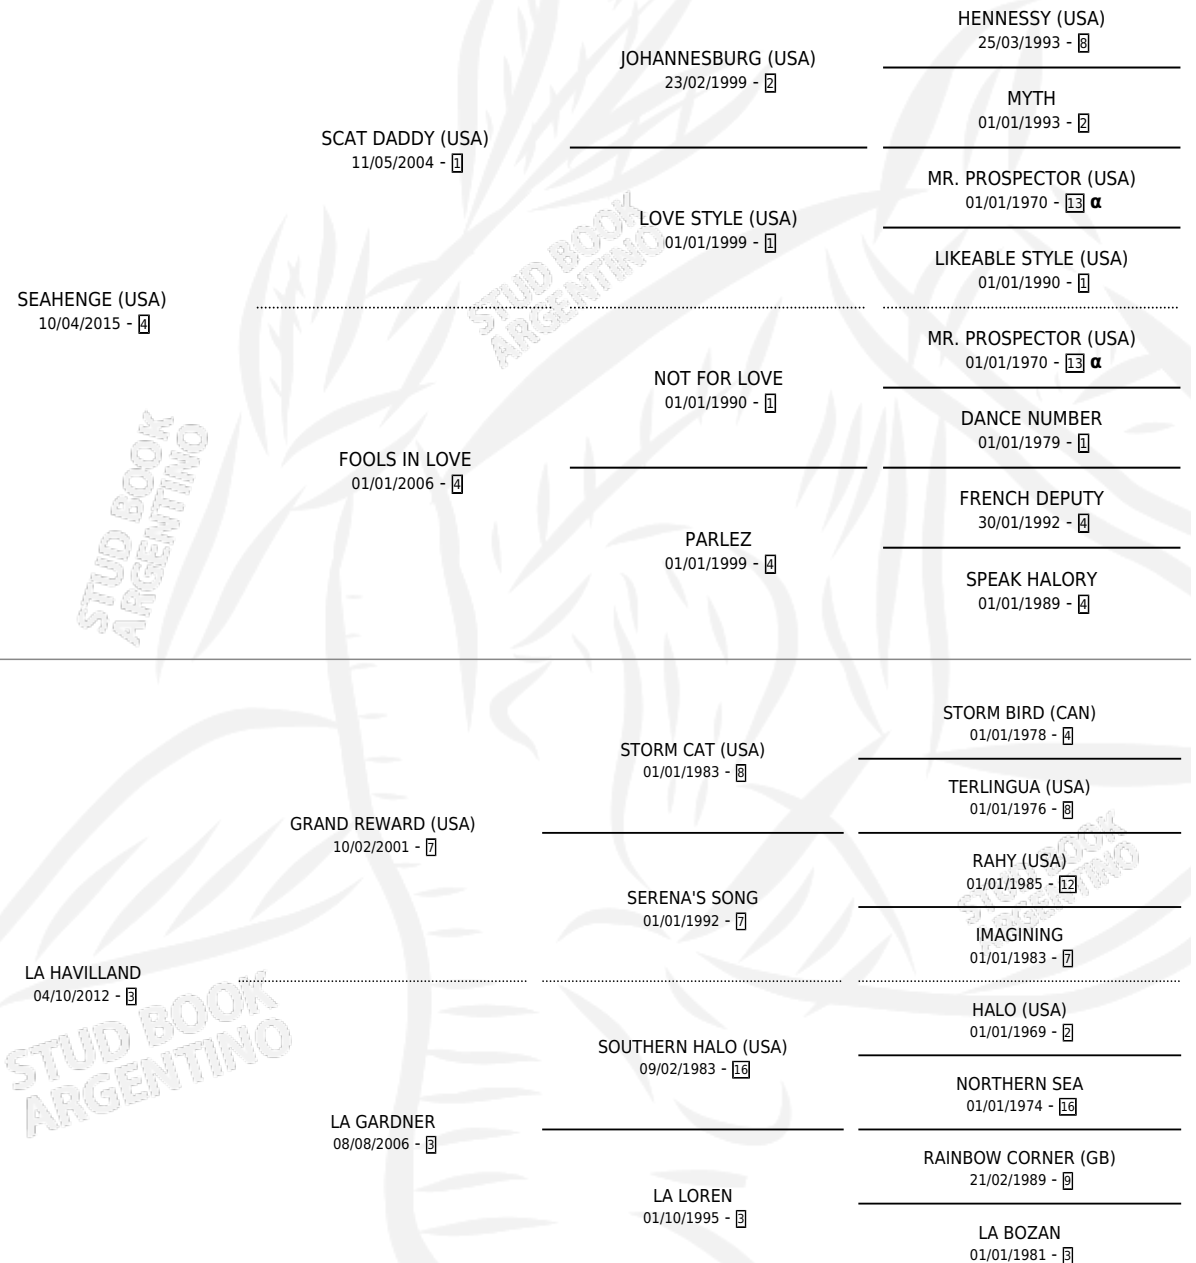 HENNESSY (USA)
25/03/1993 - 8
JOHANNESBURG (USA)
23/02/1999 - 2
MYTH
01/01/1993 - 2
SCAT DADDY (USA)
11/05/2004 - 1
MR. PROSPECTOR (USA)
01/01/1970 - 13 α
LOVE STYLE (USA)
01/01/1999 - 1
LIKEABLE STYLE (USA)
01/01/1990 - 1
SEAHENGE (USA)
10/04/2015 - 4
MR. PROSPECTOR (USA)
01/01/1970 - 13 α
NOT FOR LOVE
01/01/1990 - 1
DANCE NUMBER
01/01/1979 - 1
FOOLS IN LOVE
01/01/2006 - 4
FRENCH DEPUTY
30/01/1992 - 4
PARLEZ
01/01/1999 - 4
SPEAK HALORY
01/01/1989 - 4
STORM BIRD (CAN)
01/01/1978 - 4
STORM CAT (USA)
01/01/1983 - 8
TERLINGUA (USA)
01/01/1976 - 8
GRAND REWARD (USA)
10/02/2001 - 7
RAHY (USA)
01/01/1985 - 12
SERENA'S SONG
01/01/1992 - 7
IMAGINING
01/01/1983 - 7
LA HAVILLAND
04/10/2012 - 3
HALO (USA)
01/01/1969 - 2
SOUTHERN HALO (USA)
09/02/1983 - 16
NORTHERN SEA
01/01/1974 - 16
LA GARDNER
08/08/2006 - 3
RAINBOW CORNER (GB)
21/02/1989 - 9
LA LOREN
01/10/1995 - 3
LA BOZAN
01/01/1981 - 3
STUD BOOK
ARGENTINO
STUD BOOK
ARGENTINO
STUD BOOK
ARGENTINO
STUD BOOK
ARGENTINO